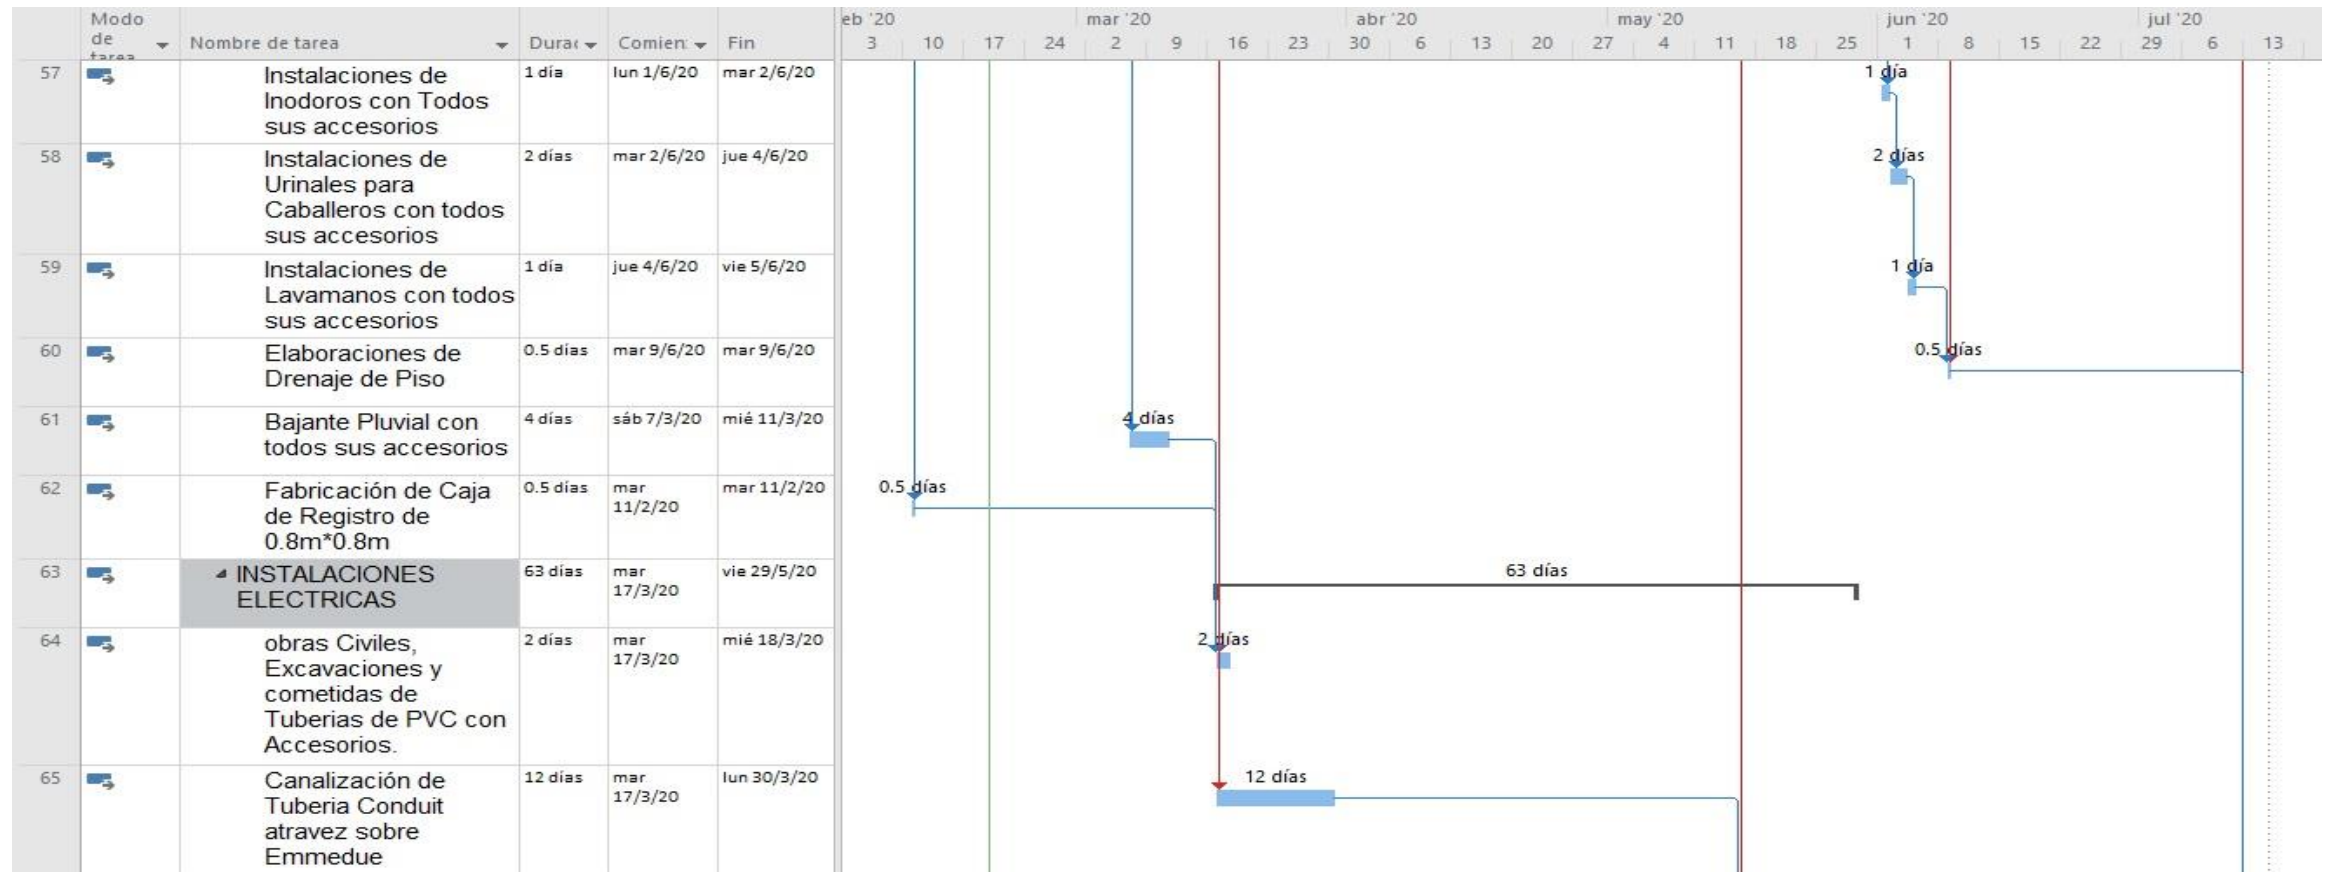 Modo
de
tarea
Nombre de tarea
Durac
Comien:
Fin
eb '20
mar '20
abr '20
may '20
jun '20
jul '20
3 10 17 24 2 9 16 23 30 6 13 20 27 4 11 18 25 1 8 15 22 29 6 13
57
Instalaciones de
Inodoros con Todos
sus accesorios
1 día
lun 1/6/20
mar 2/6/20
1 día
58
Instalaciones de
Urinales para
Caballeros con todos
sus accesorios
2 días
mar 2/6/20
jue 4/6/20
2 días
59
Instalaciones de
Lavamanos con todos
sus accesorios
1 día
jue 4/6/20
vie 5/6/20
1 día
60
Elaboraciones de
Drenaje de Piso
0.5 días
mar 9/6/20
mar 9/6/20
0.5 días
61
Bajante Pluvial con
todos sus accesorios
4 días
sáb 7/3/20
mié 11/3/20
4 días
62
Fabricación de Caja
de Registro de
0.8m*0.8m
0.5 días
mar
11/2/20
mar 11/2/20
0.5 días
63
INSTALACIONES
ELECTRICAS
63 días
mar
17/3/20
vie 29/5/20
63 días
64
obras Civiles,
Excavaciones y
cometidas de
Tuberias de PVC con
Accesorios.
2 días
mar
17/3/20
mié 18/3/20
2 días
65
Canalización de
Tuberia Conduit
atravez sobre
Emmedue
12 días
mar
17/3/20
lun 30/3/20
12 días